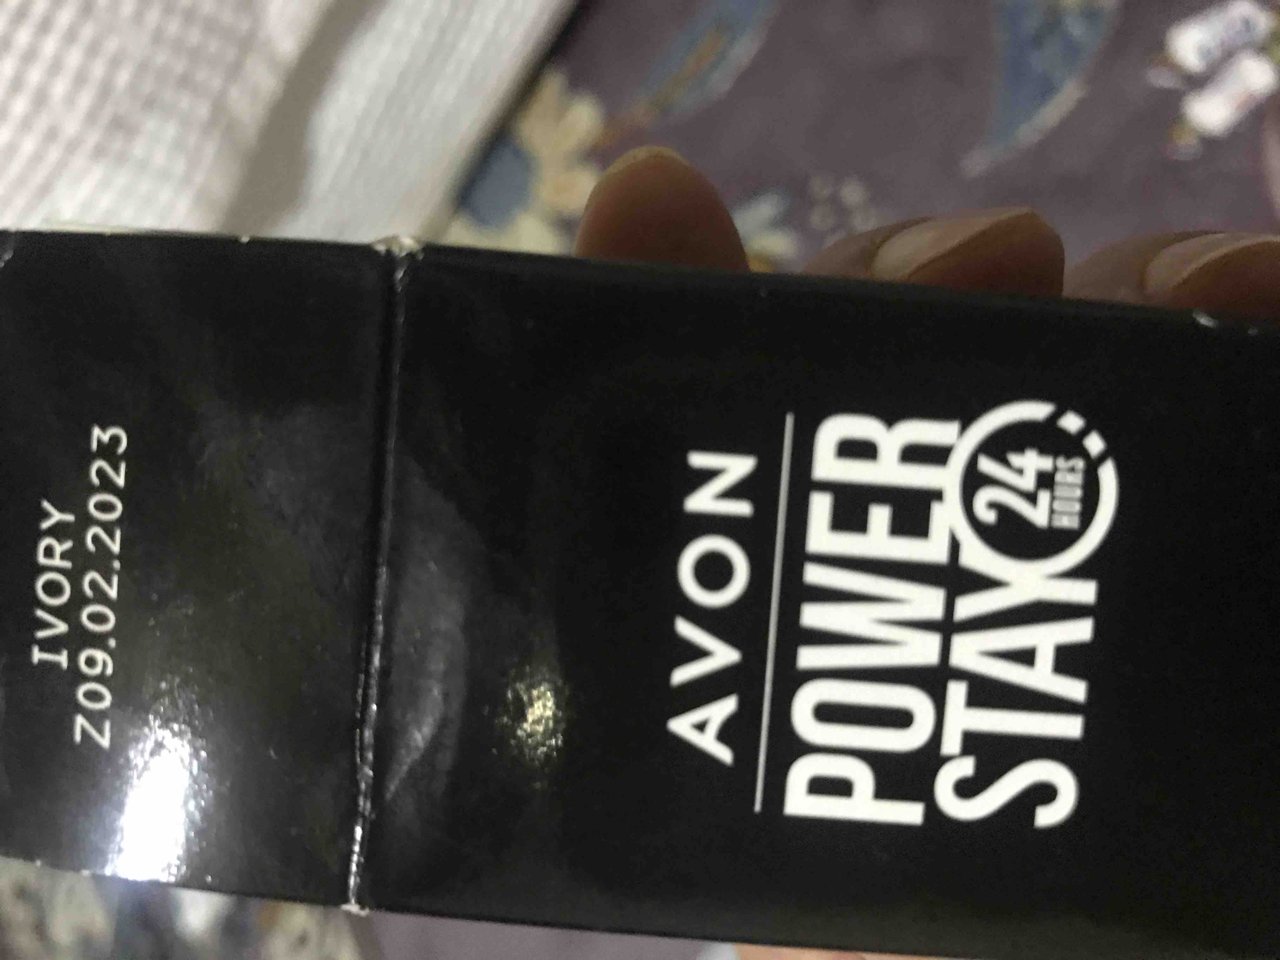 IVORY
Z09.02.2023
AVON
POWER
STAY
24
HOURS